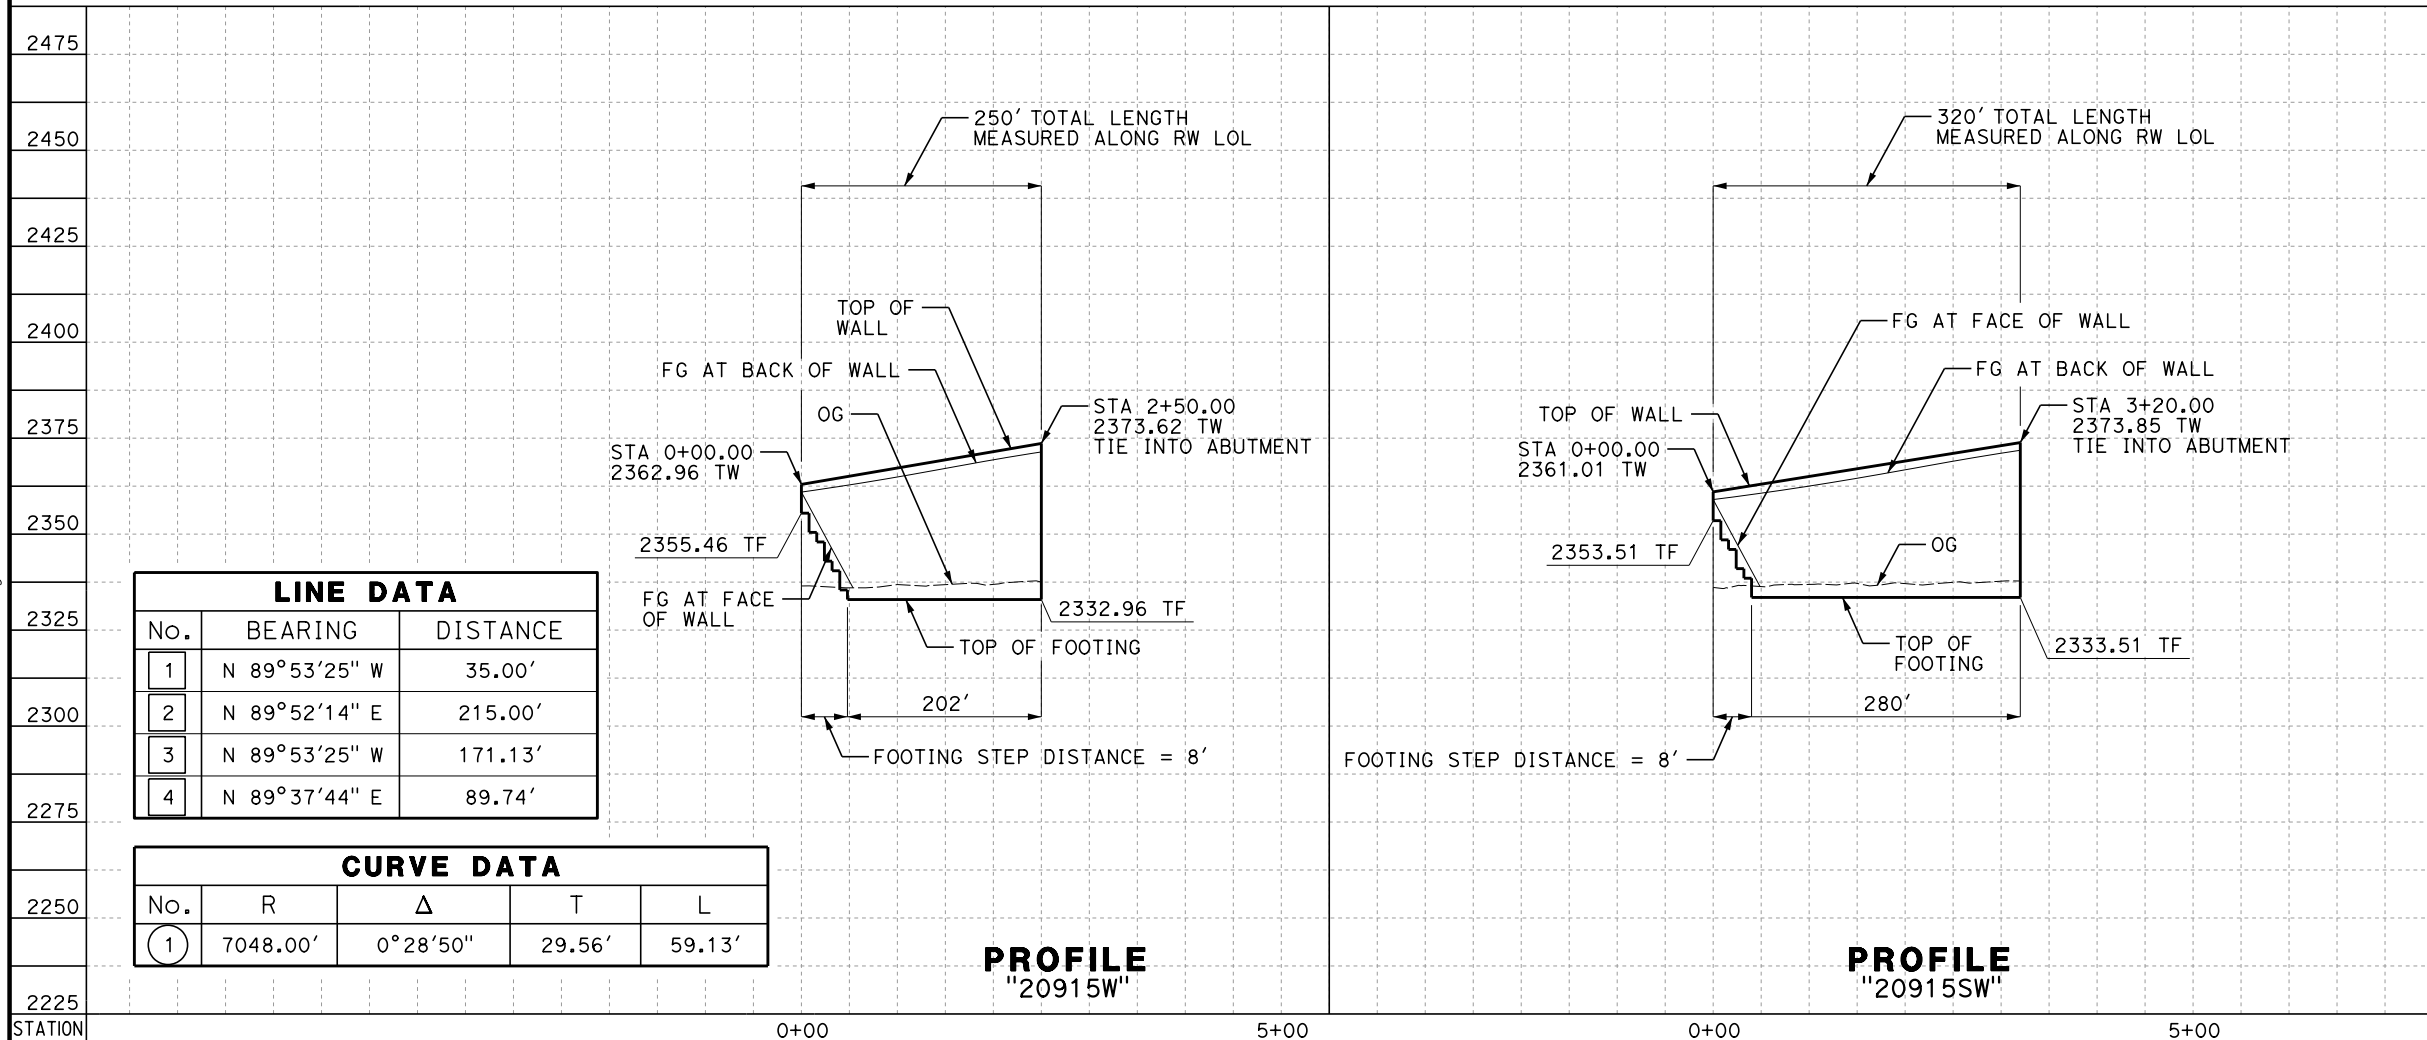 2475
2450
2425
2400
2375
2350
2325
2300
2275
2250
2225
STATION
250' TOTAL LENGTH
MEASURED ALONG RW LOL
TOP OF
WALL
FG AT BACK OF WALL
OG
STA 2+50.00
2373.62 TW
TIE INTO ABUTMENT
STA 0+00.00
2362.96 TW
2355.46 TF
FG AT FACE
OF WALL
2332.96 TF
TOP OF FOOTING
202'
FOOTING STEP DISTANCE = 8'
LINE DATA
No. BEARING DISTANCE
1 N 89°53'25" W 35.00'
2 N 89°52'14" E 215.00'
3 N 89°53'25" W 171.13'
4 N 89°37'44" E 89.74'
CURVE DATA
No. R Δ T L
1 7048.00' 0°28'50" 29.56' 59.13'
PROFILE
"20915W"
0+00 5+00
320' TOTAL LENGTH
MEASURED ALONG RW LOL
FG AT FACE OF WALL
FG AT BACK OF WALL
TOP OF WALL
STA 3+20.00
2373.85 TW
TIE INTO ABUTMENT
STA 0+00.00
2361.01 TW
2353.51 TF
OG
TOP OF
FOOTING
2333.51 TF
280'
FOOTING STEP DISTANCE = 8'
PROFILE
"20915SW"
0+00 5+00